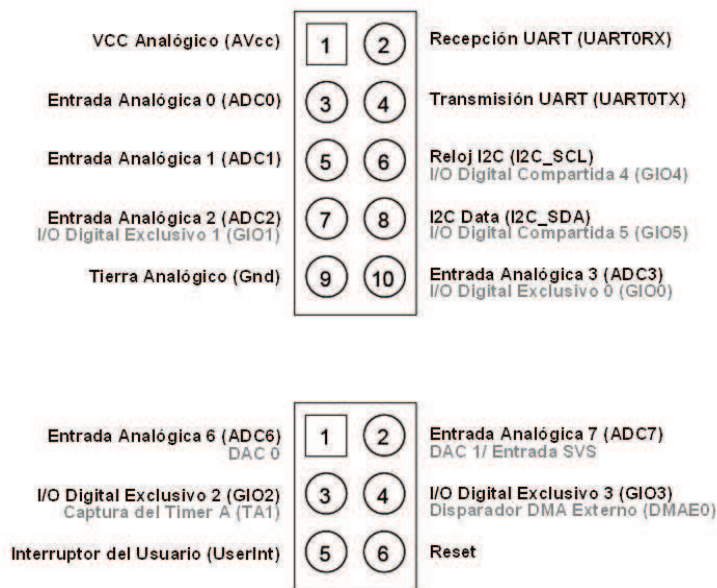 VCC Analógico (AVcc) 1 2 Recepción UART (UART0RX)
Entrada Analógica 0 (ADC0) 3 4 Transmisión UART (UART0TX)
Entrada Analógica 1 (ADC1) 5 6 Reloj I2C (I2C_SCL)
I/O Digital Compartida 4 (GIO4)
Entrada Analógica 2 (ADC2) 7 8 I2C Data (I2C_SDA)
I/O Digital Exclusivo 1 (GIO1) I/O Digital Compartida 5 (GIO5)
Tierra Analógico (Gnd) 9 10 Entrada Analógica 3 (ADC3)
I/O Digital Exclusivo 0 (GIO0)
Entrada Analógica 6 (ADC6) 1 2 Entrada Analógica 7 (ADC7)
DAC 0 DAC 1/ Entrada SVS
I/O Digital Exclusivo 2 (GIO2) 3 4 I/O Digital Exclusivo 3 (GIO3)
Captura del Timer A (TA1) Disparador DMA Externo (DMAE0)
Interruptor del Usuario (UserInt) 5 6 Reset